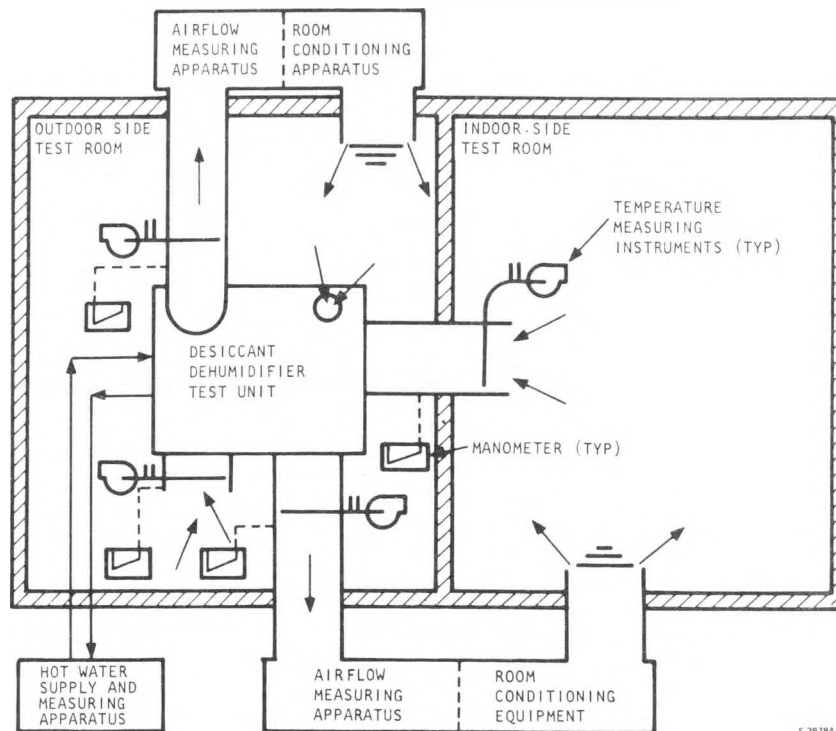 AIRFLOW
MEASURING
APPARATUS
ROOM
CONDITIONING
APPARATUS
OUTDOOR SIDE
TEST ROOM
INDOOR-SIDE
TEST ROOM
TEMPERATURE
MEASURING
INSTRUMENTS (TYP)
DESICCANT
DEHUMIDIFIER
TEST UNIT
MANOMETER (TYP)
HOT WATER
SUPPLY AND
MEASURING
APPARATUS
AIRFLOW
MEASURING
APPARATUS
ROOM
CONDITIONING
EQUIPMENT